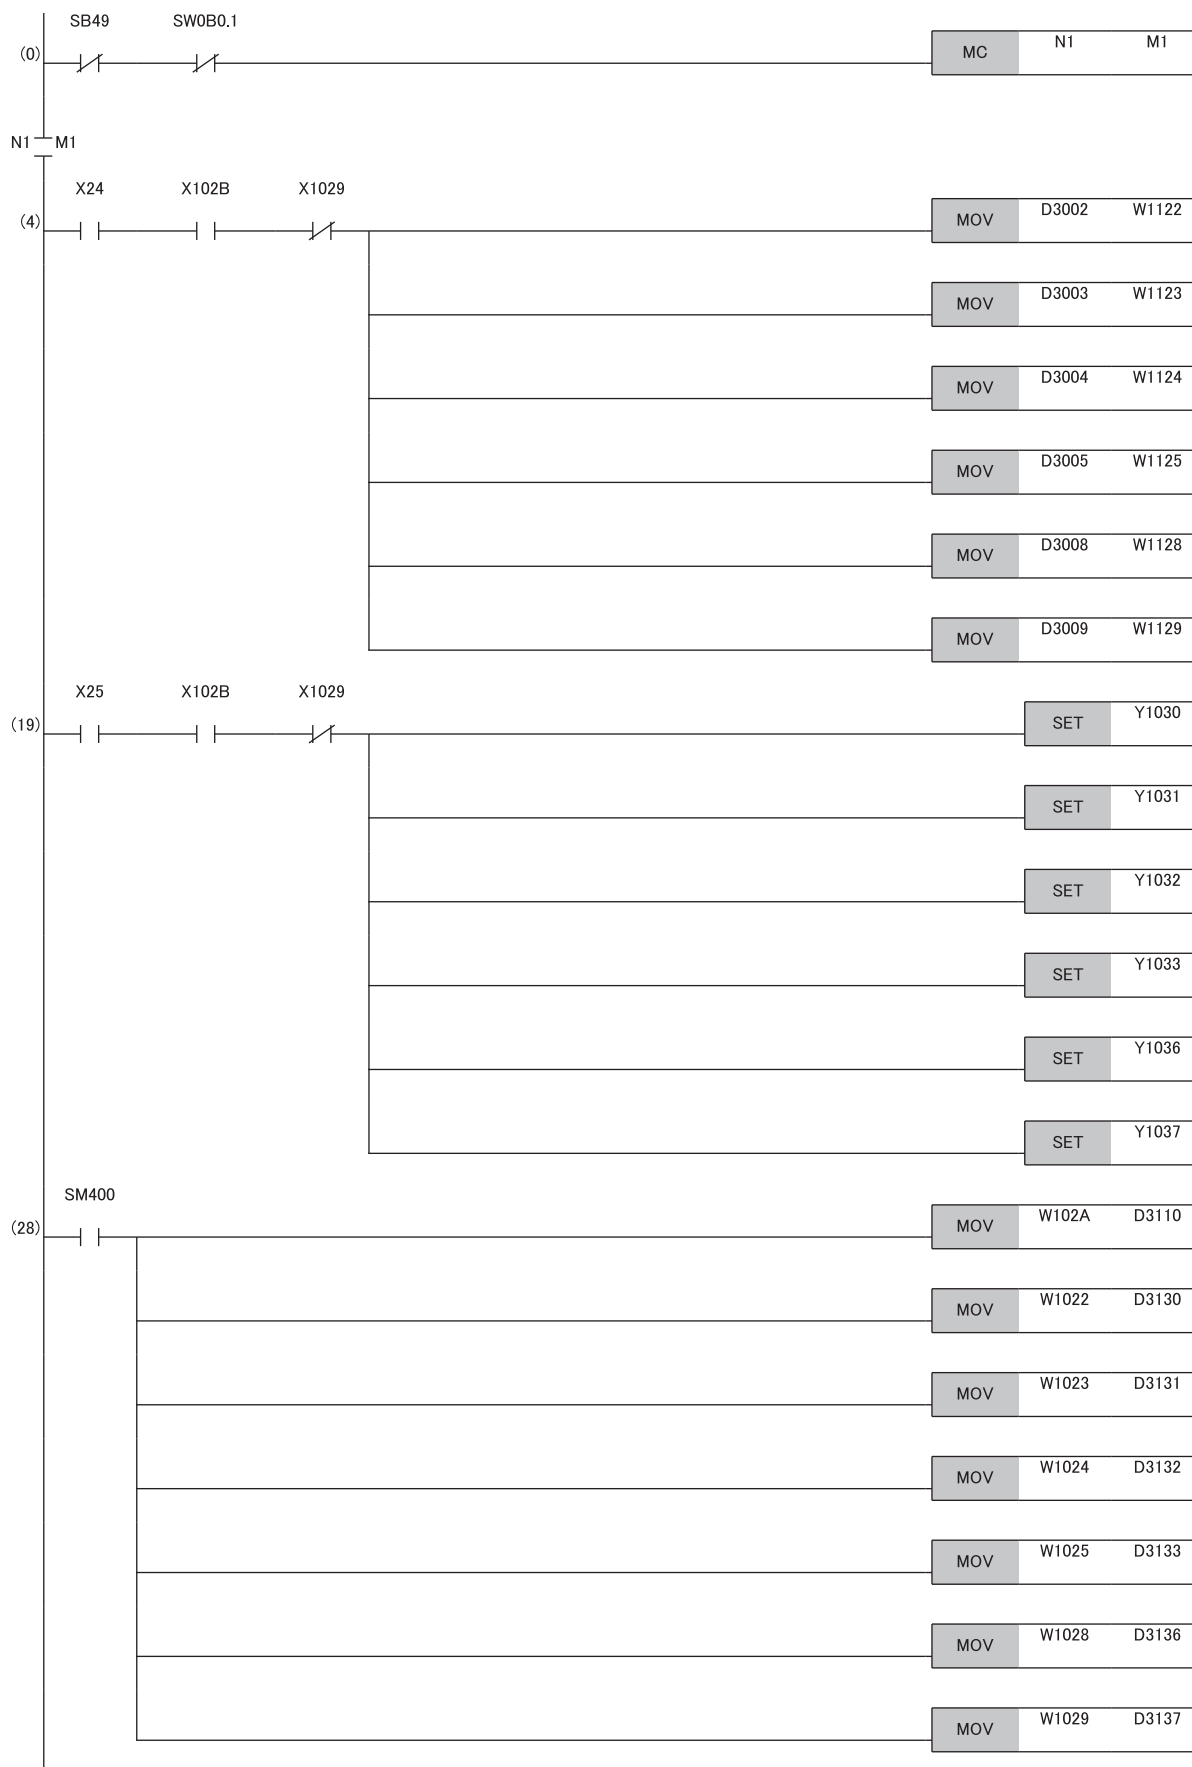 SB49 SW0B0.1
(0) MC N1 M1
N1 M1
X24 X102B X1029
(4) MOV D3002 W1122
MOV D3003 W1123
MOV D3004 W1124
MOV D3005 W1125
MOV D3008 W1128
MOV D3009 W1129
X25 X102B X1029
(19) SET Y1030
SET Y1031
SET Y1032
SET Y1033
SET Y1036
SET Y1037
SM400
(28) MOV W102A D3110
MOV W1022 D3130
MOV W1023 D3131
MOV W1024 D3132
MOV W1025 D3133
MOV W1028 D3136
MOV W1029 D3137